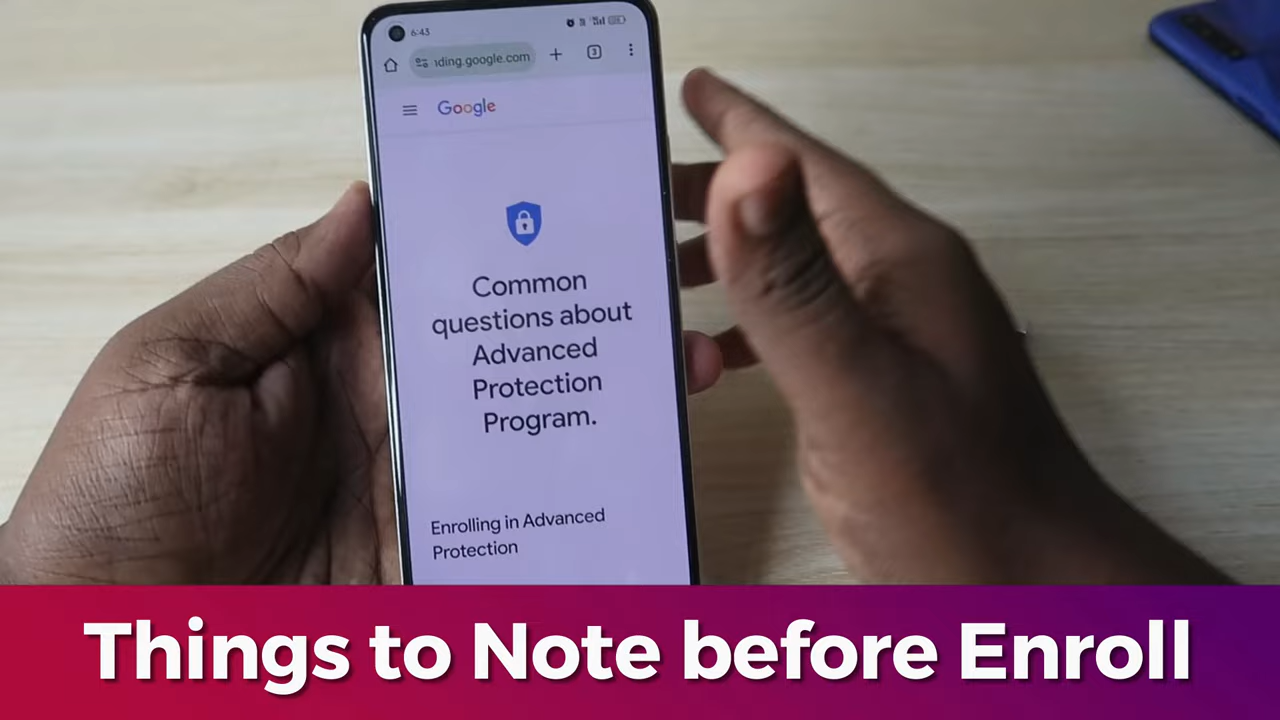 6:43
iding.google.com
3
Google
Common
questions about
Advanced
Protection
Program.
Enrolling in Advanced
Protection
Things to Note before Enroll